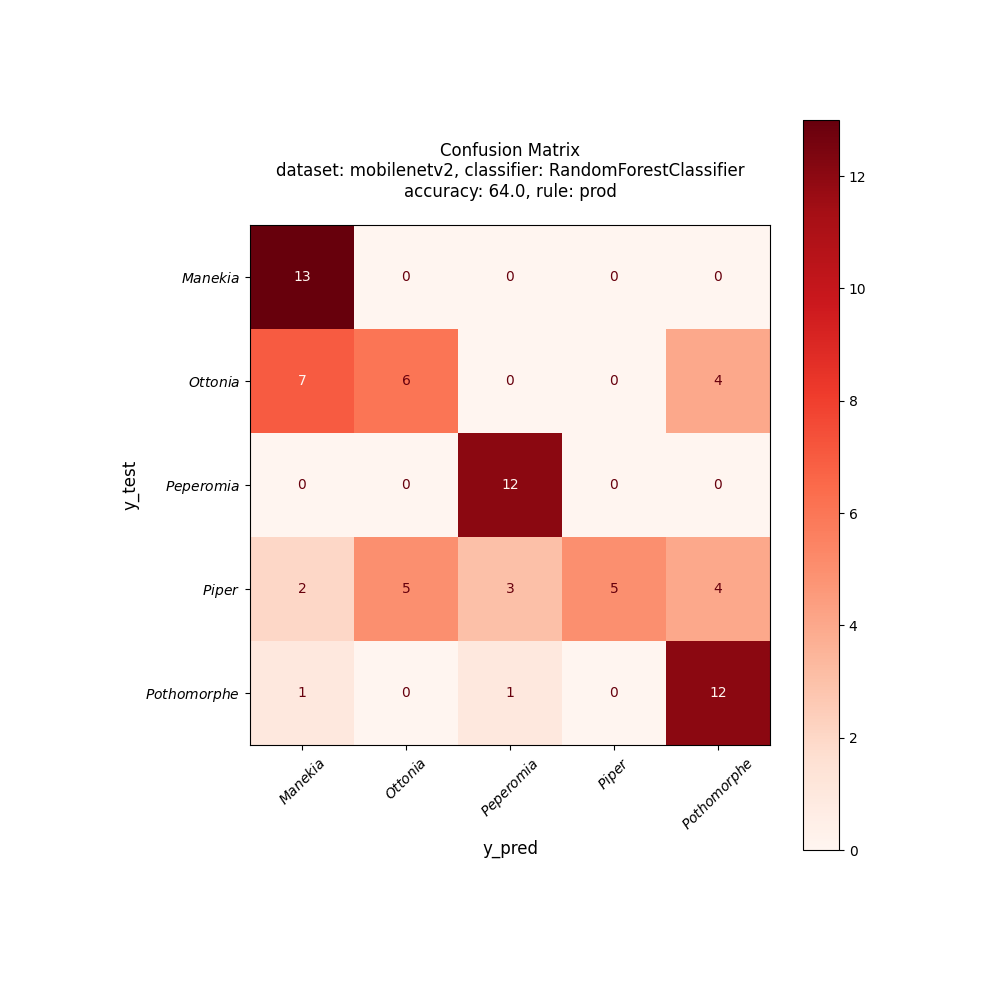 Confusion Matrix
dataset: mobilenetv2, classifier: RandomForestClassifier
accuracy: 64.0, rule: prod
y_test
Manekia 13 0 0 0 0
Ottonia 7 6 0 0 4
Peperomia 0 0 12 0 0
Piper 2 5 3 5 4
Pothomorphe 1 0 1 0 12
Manekia Ottonia Peperomia Piper Pothomorphe
y_pred
12
10
8
6
4
2
0